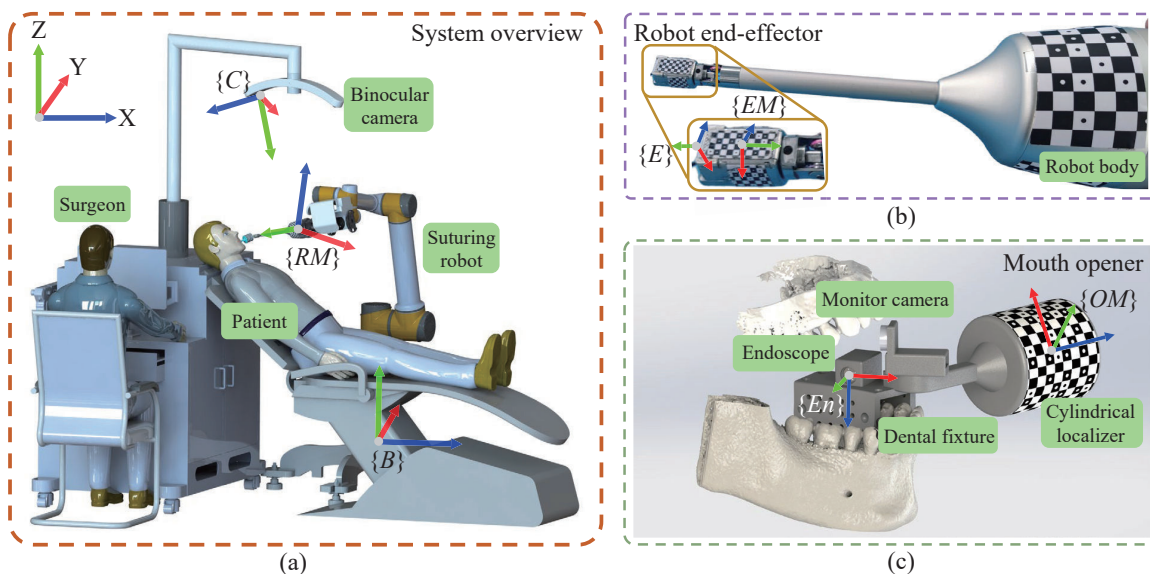 System overview
Z
Y
X
{C}
Binocular
camera
Surgeon
{RM}
Suturing
robot
Patient
{B}
(a)
Robot end-effector
{EM}
{E}
Robot body
(b)
Mouth opener
Monitor camera
{OM}
Endoscope
{En}
Cylindrical
localizer
Dental fixture
(c)